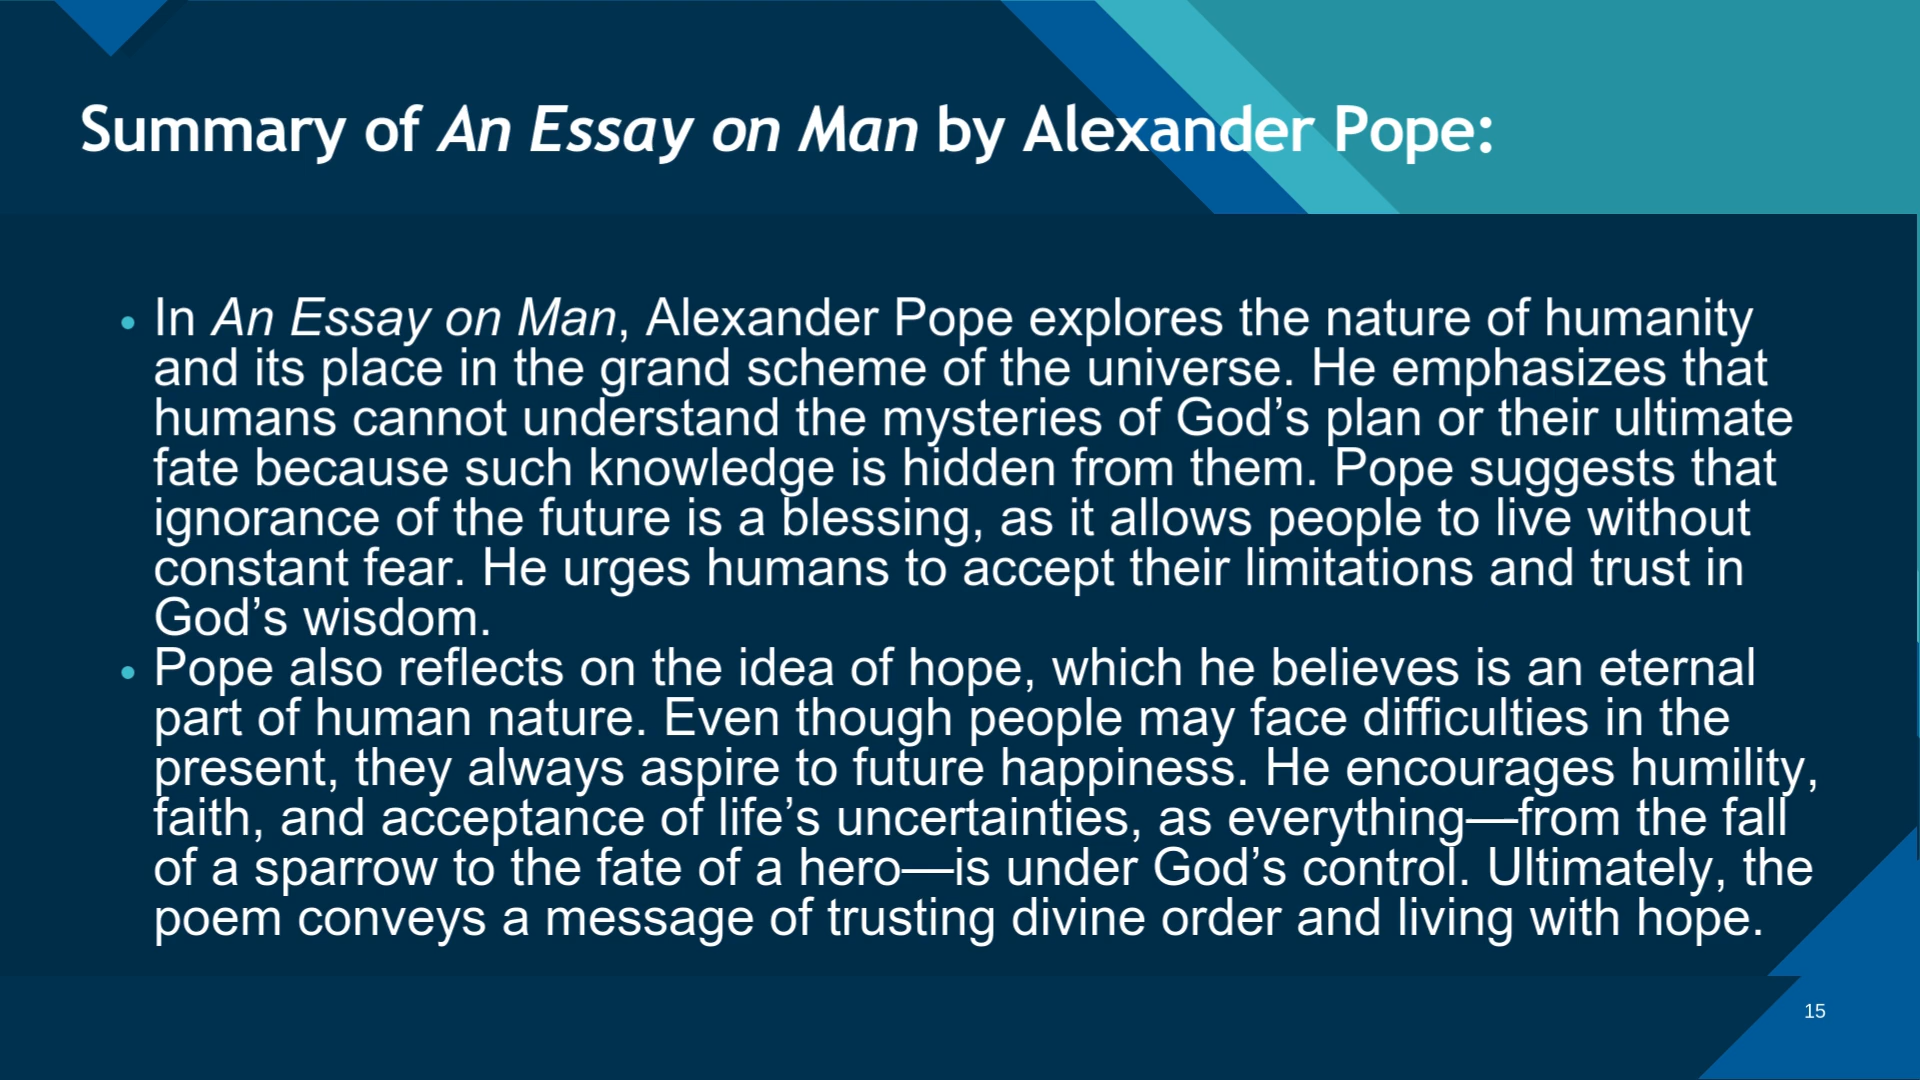 Summary of An Essay on Man by Alexander Pope:
• In An Essay on Man, Alexander Pope explores the nature of humanity
and its place in the grand scheme of the universe. He emphasizes that
humans cannot understand the mysteries of God’s plan or their ultimate
fate because such knowledge is hidden from them. Pope suggests that
ignorance of the future is a blessing, as it allows people to live without
constant fear. He urges humans to accept their limitations and trust in
God’s wisdom.
• Pope also reflects on the idea of hope, which he believes is an eternal
part of human nature. Even though people may face difficulties in the
present, they always aspire to future happiness. He encourages humility,
faith, and acceptance of life’s uncertainties, as everything—from the fall
of a sparrow to the fate of a hero—is under God’s control. Ultimately, the
poem conveys a message of trusting divine order and living with hope.
15